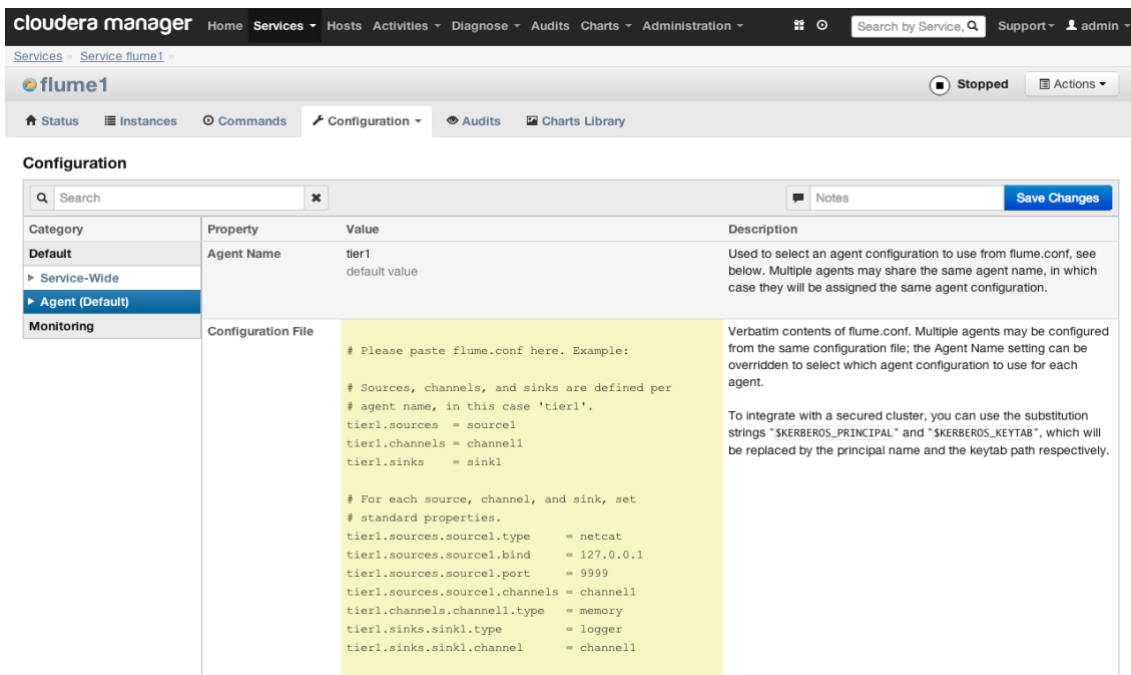 cloudera manager Home Services Hosts Activities Diagnose Audits Charts Administration Search by Service, Support admin
Services » Service flume1 »
flume1 Stopped Actions
Status Instances Commands Configuration Audits Charts Library
Configuration
Search Notes Save Changes
Category Property Value Description
Default
Service-Wide
Agent (Default)
Monitoring
Agent Name
tier1
default value
Used to select an agent configuration to use from flume.conf, see
below. Multiple agents may share the same agent name, in which
case they will be assigned the same agent configuration.
Configuration File
# Please paste flume.conf here. Example:
# Sources, channels, and sinks are defined per
# agent name, in this case 'tier1'.
tier1.sources = source1
tier1.channels = channel1
tier1.sinks = sink1
# For each source, channel, and sink, set
# standard properties.
tier1.sources.source1.type = netcat
tier1.sources.source1.bind = 127.0.0.1
tier1.sources.source1.port = 9999
tier1.sources.source1.channels = channel1
tier1.channels.channel1.type = memory
tier1.sinks.sink1.type = logger
tier1.sinks.sink1.channel = channel1
Verbatim contents of flume.conf. Multiple agents may be configured
from the same configuration file; the Agent Name setting can be
overridden to select which agent configuration to use for each
agent.
To integrate with a secured cluster, you can use the substitution
strings "$KERBEROS_PRINCIPAL" and "$KERBEROS_KEYTAB", which will
be replaced by the principal name and the keytab path respectively.